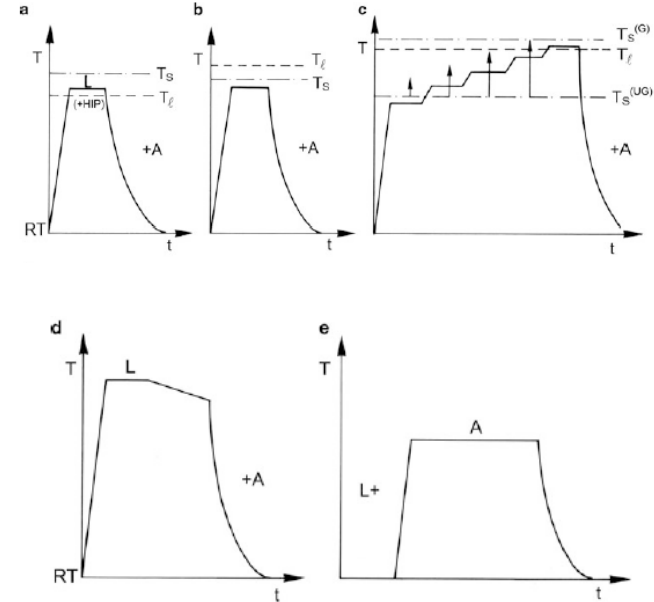 a
T
L
T_S
(+HIP)
T_ℓ
+A
RT
t
b
T
T_ℓ
T_S
+A
t
c
T
T_S^(G)
T_ℓ
T_S^(UG)
+A
t
d
T
L
+A
RT
t
e
T
A
L+
t